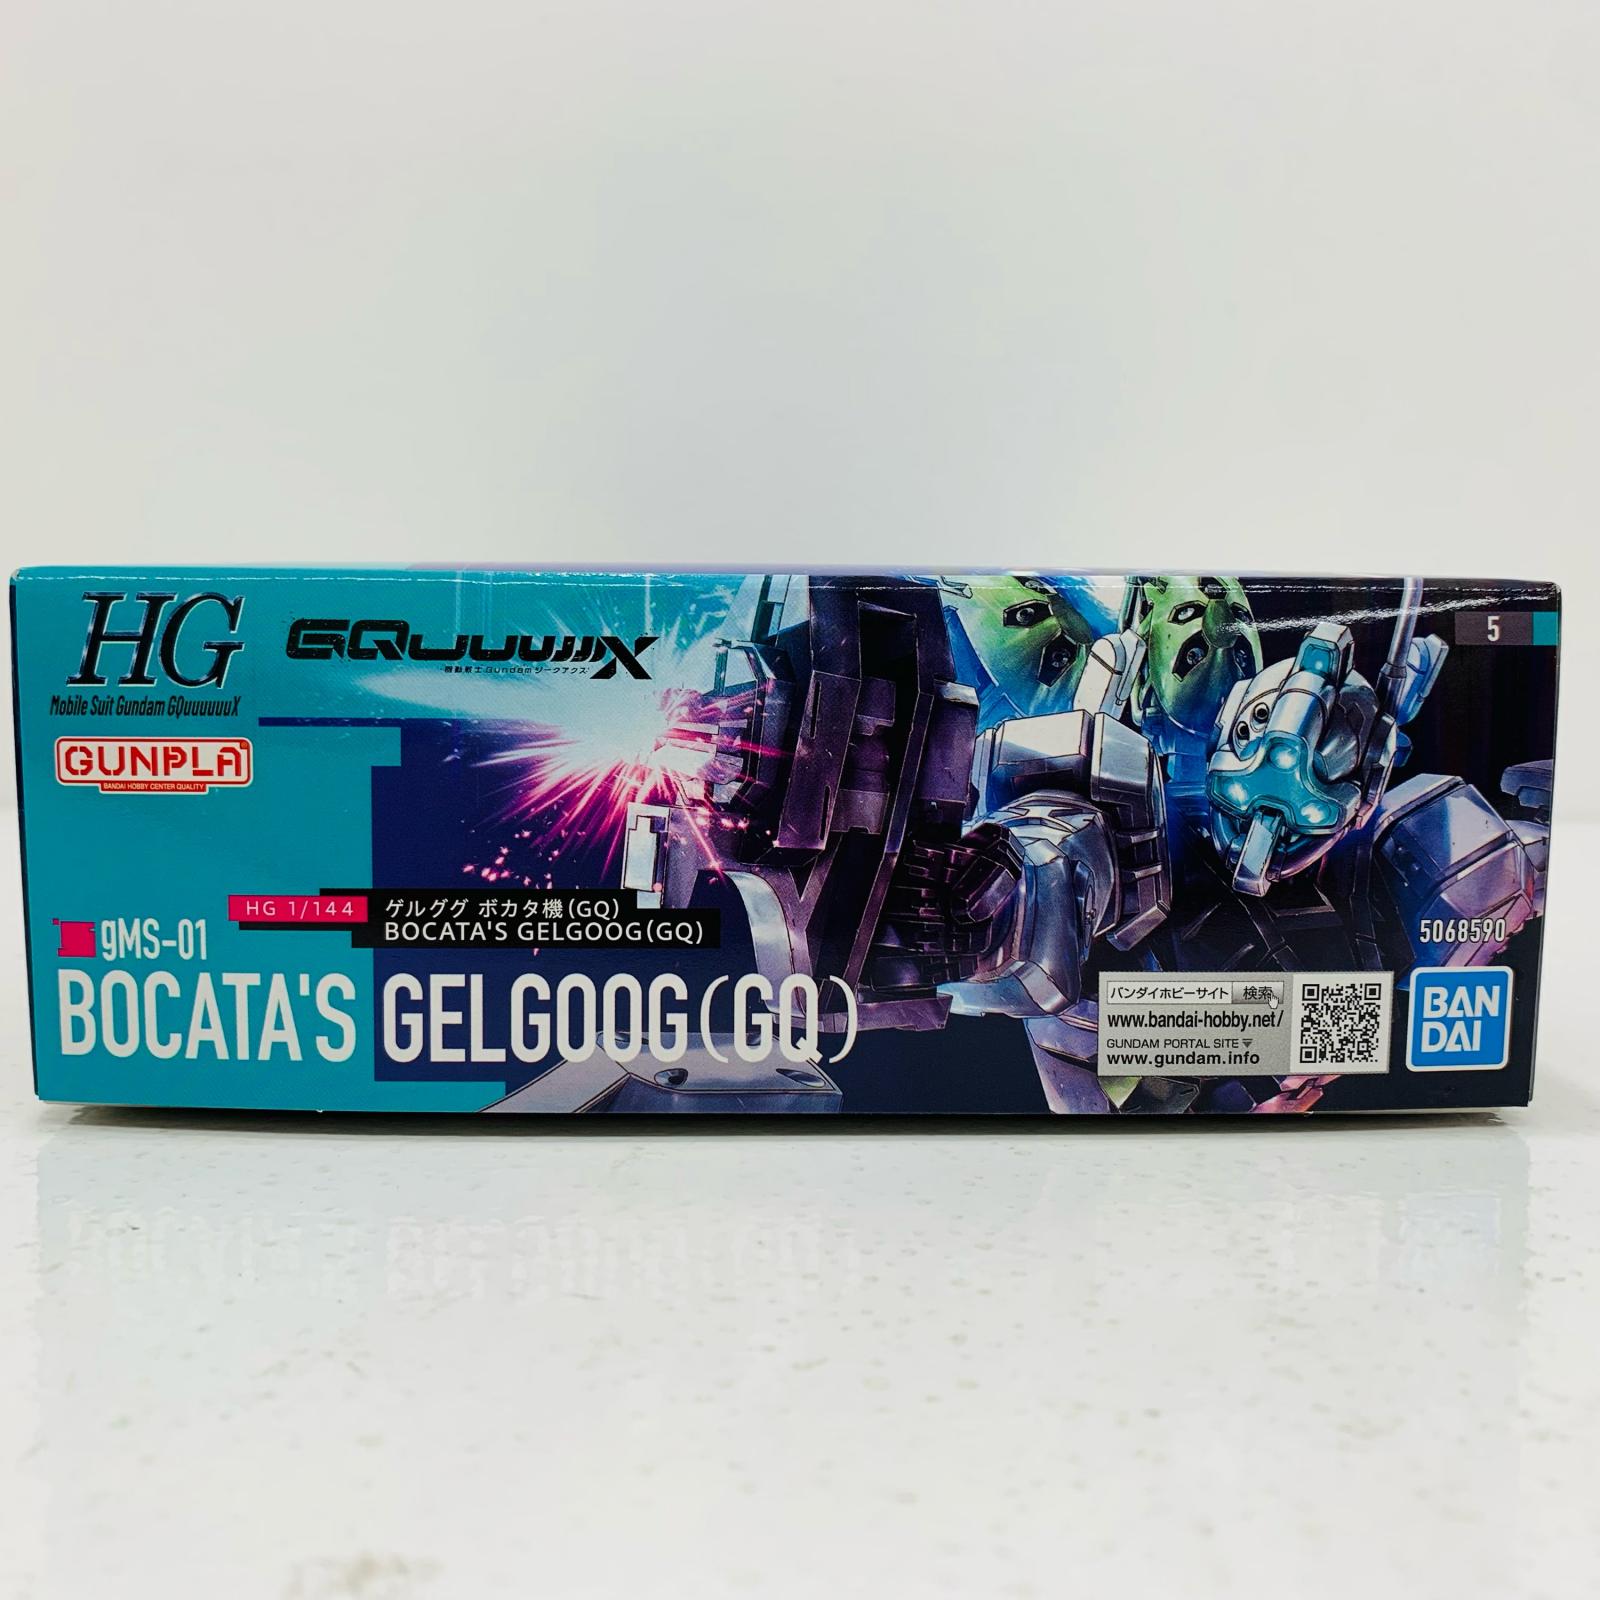 HG
Mobile Suit Gundam GQuuuuuuX
GQuuuuuuX
機動戦士Gundamジークアクス
GUNPLA
BANDAI HOBBY CENTER QUALITY
5
HG 1/144
ゲルググ ボカタ機(GQ)
BOCATA'S GELGOOG(GQ)
gMS-01
BOCATA'S GELGOOG(GQ)
5068590
バンダイホビーサイト 検索
www.bandai-hobby.net/
GUNDAM PORTAL SITE▼
www.gundam.info
BAN
DAI